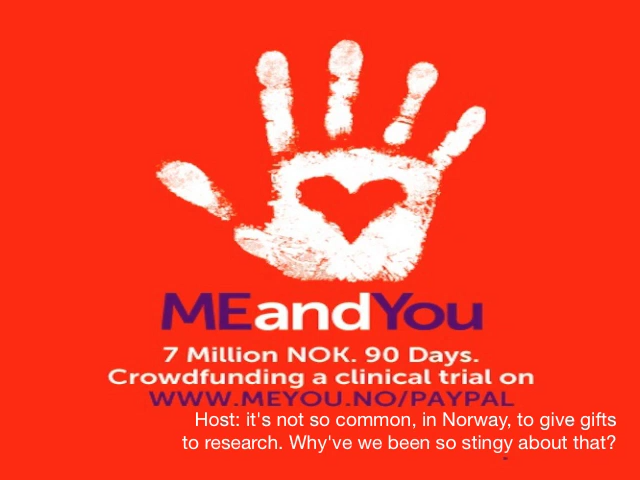 MEandYou
7 Million NOK. 90 Days.
Crowdfunding a clinical trial on
WWW.MEYOU.NO/PAYPAL
Host: it's not so common, in Norway, to give gifts
to research. Why've we been so stingy about that?